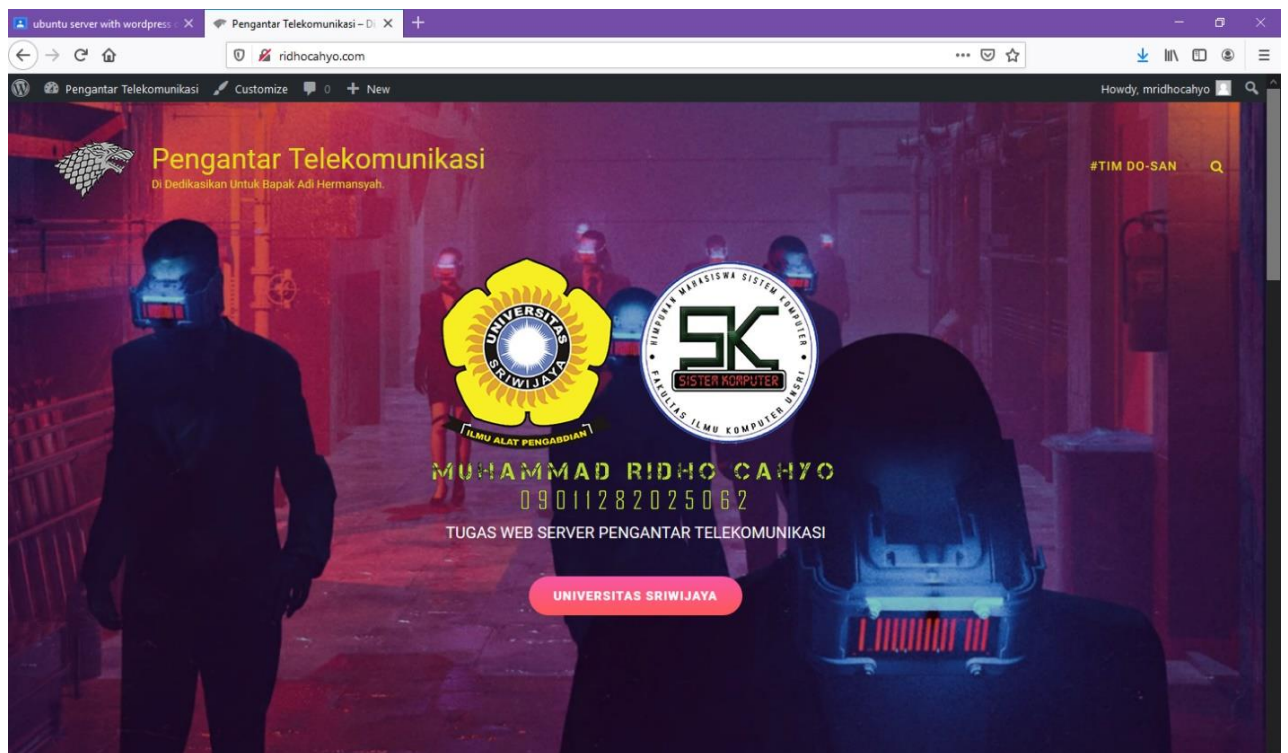 ubuntu server with wordpress
Pengantar Telekomunikasi – Di
ridhocahyo.com
Pengantar Telekomunikasi
Customize
0
New
Howdy, mridhocahyo
Pengantar Telekomunikasi
Di Dedikasikan Untuk Bapak Adi Hermansyah.
#TIM DO-SAN
UNIVERSITAS
SRIWIJAYA
ILMU ALAT PENGABDIAN
HIMPUNAN MAHASISWA SISTEM KOMPUTER
SK
SISTEM KOMPUTER
FAKULTAS ILMU KOMPUTER UNSRI
MUHAMMAD RIDHO CAHYO
09011282025062
TUGAS WEB SERVER PENGANTAR TELEKOMUNIKASI
UNIVERSITAS SRIWIJAYA